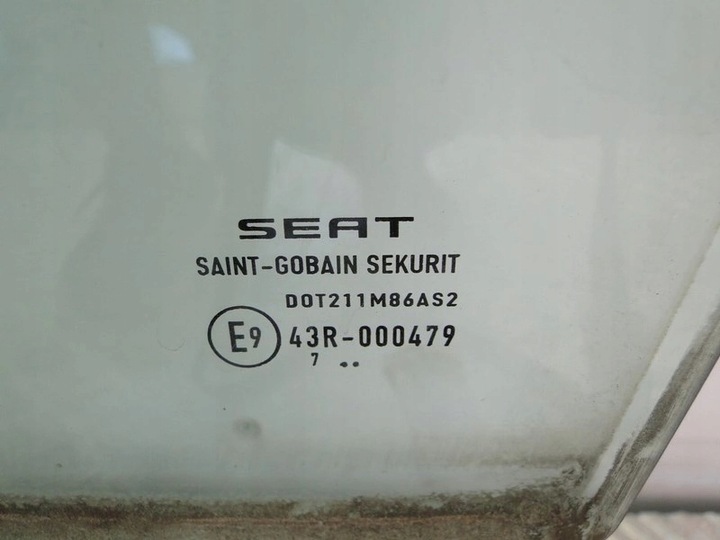 SEAT
SAINT-GOBAIN SEKURIT
DOT211M86AS2
E9 43R-000479
7 ..